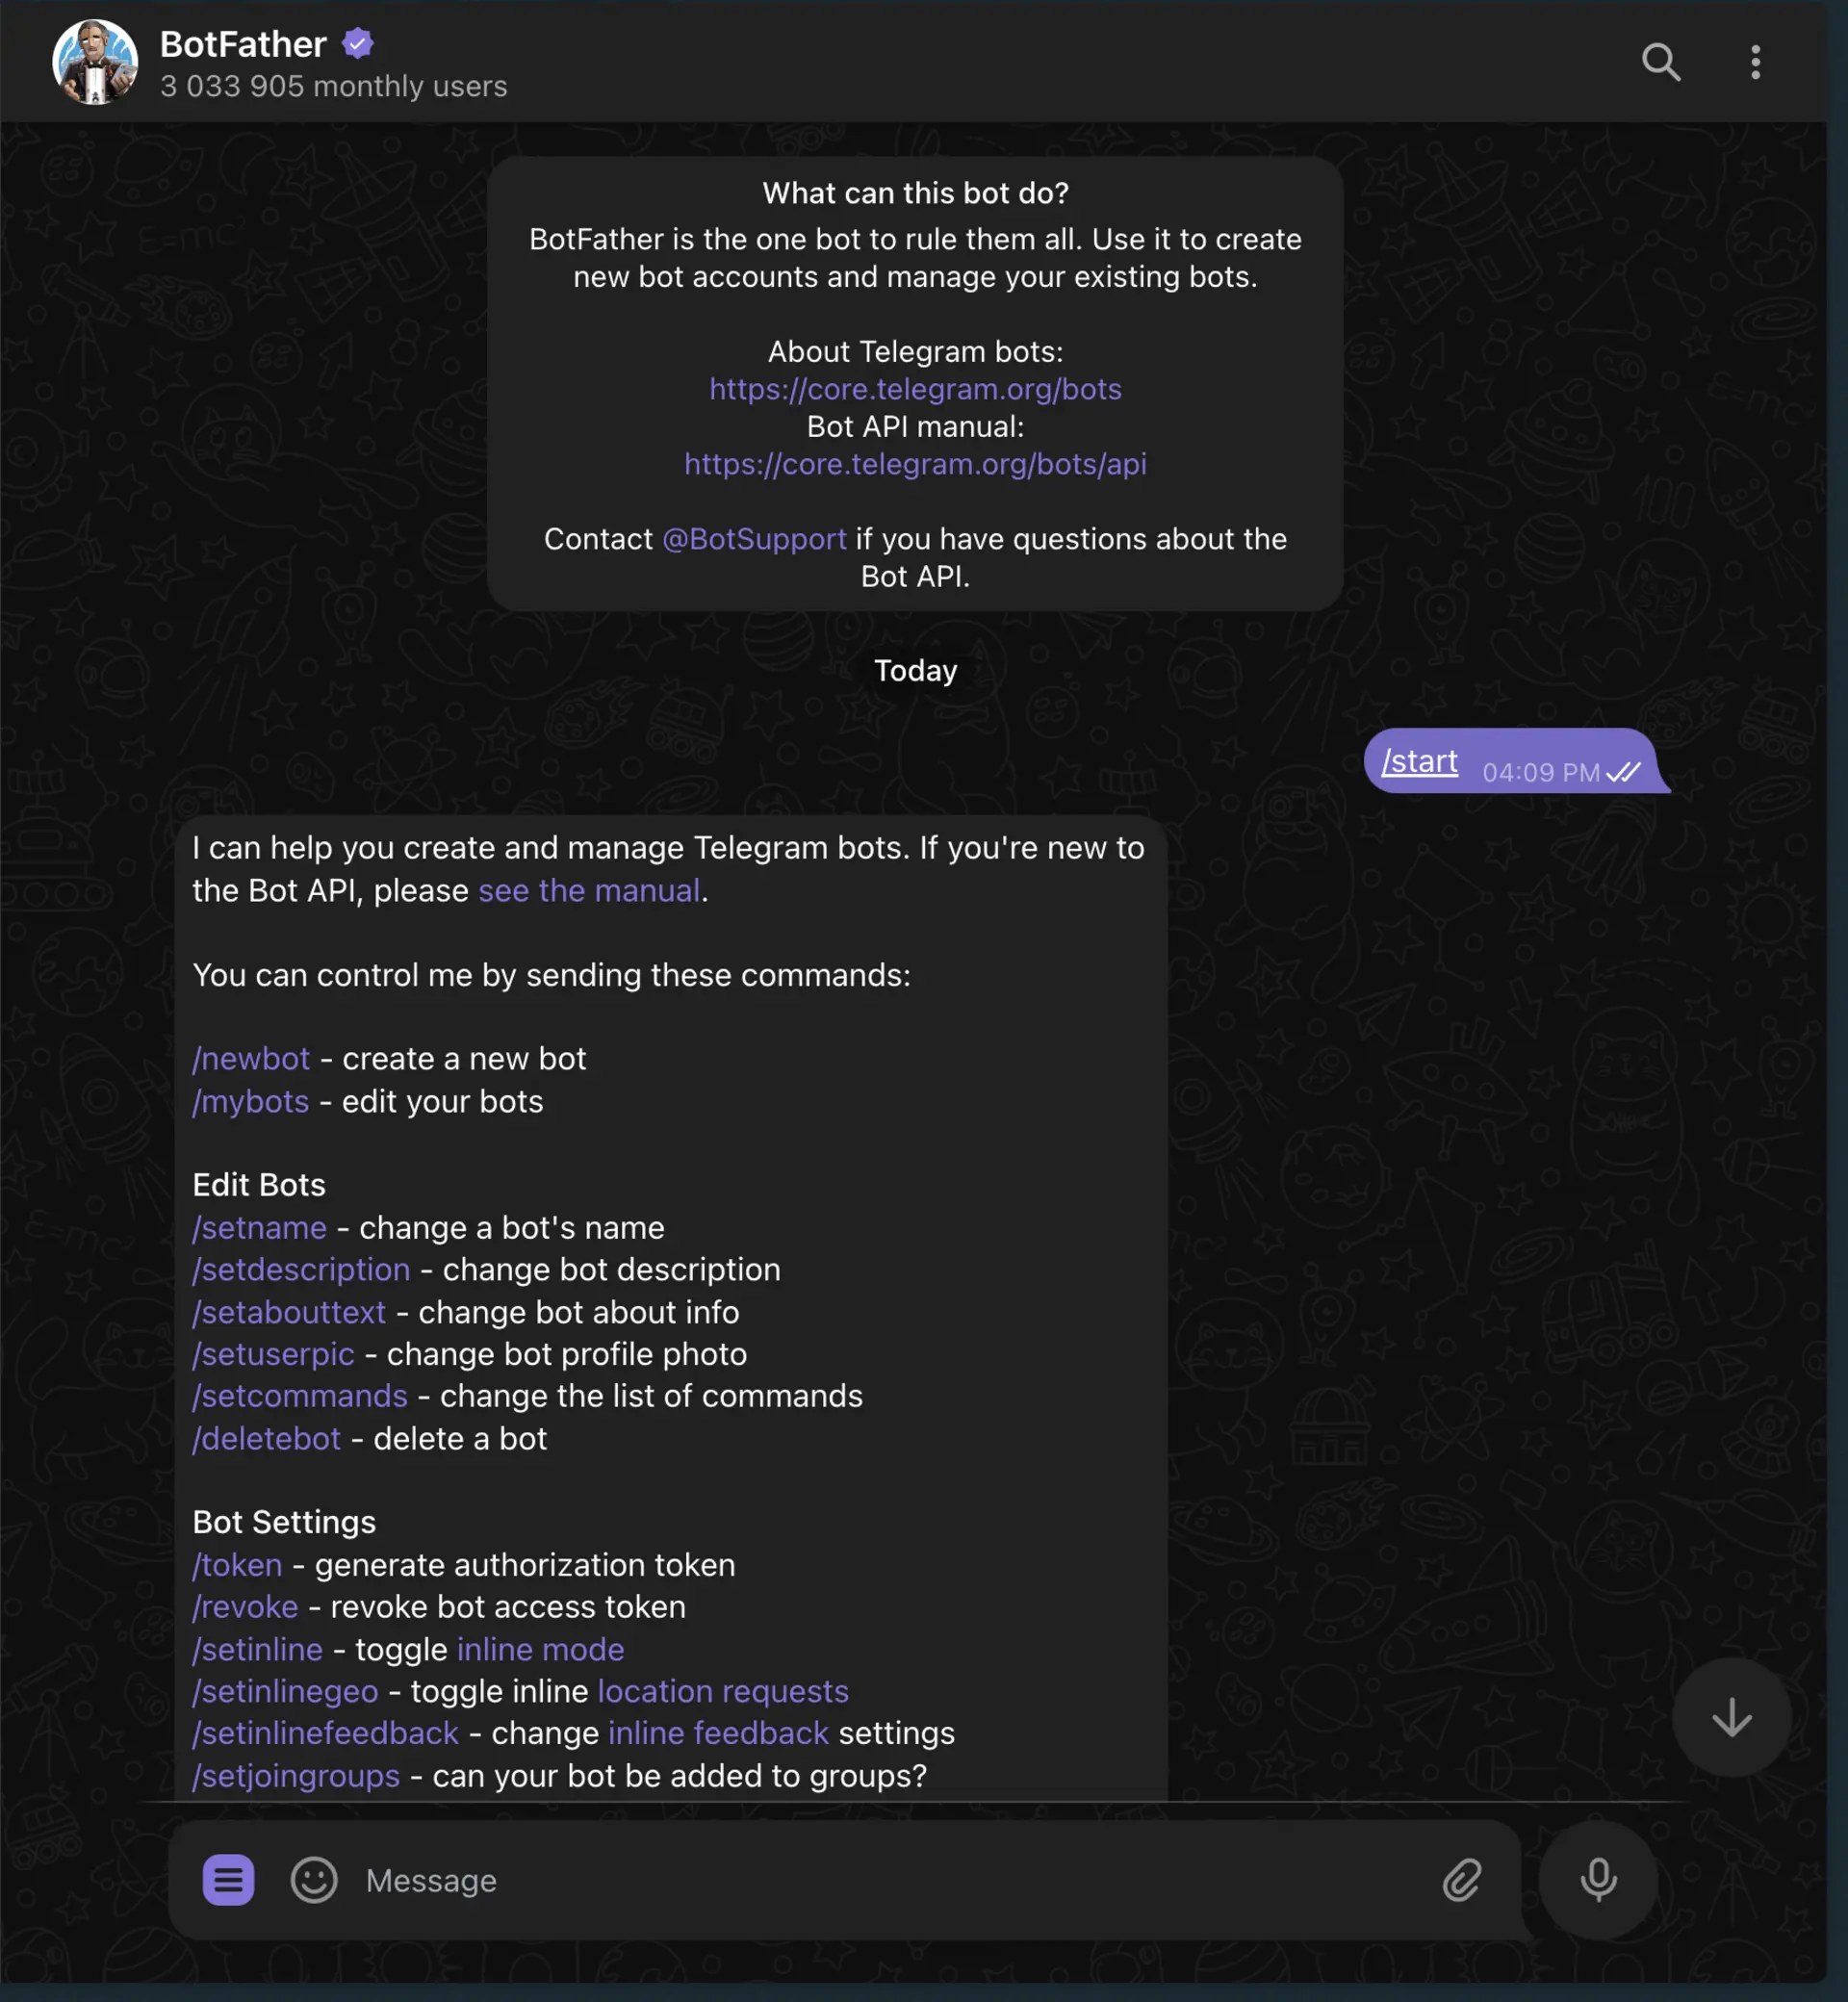 BotFather
3 033 905 monthly users
What can this bot do?
BotFather is the one bot to rule them all. Use it to create
new bot accounts and manage your existing bots.
About Telegram bots:
https://core.telegram.org/bots
Bot API manual:
https://core.telegram.org/bots/api
Contact @BotSupport if you have questions about the
Bot API.
Today
/start 04:09 PM
I can help you create and manage Telegram bots. If you're new to
the Bot API, please see the manual.
You can control me by sending these commands:
/newbot - create a new bot
/mybots - edit your bots
Edit Bots
/setname - change a bot's name
/setdescription - change bot description
/setabouttext - change bot about info
/setuserpic - change bot profile photo
/setcommands - change the list of commands
/deletebot - delete a bot
Bot Settings
/token - generate authorization token
/revoke - revoke bot access token
/setinline - toggle inline mode
/setinlinegeo - toggle inline location requests
/setinlinefeedback - change inline feedback settings
/setjoingroups - can your bot be added to groups?
Message